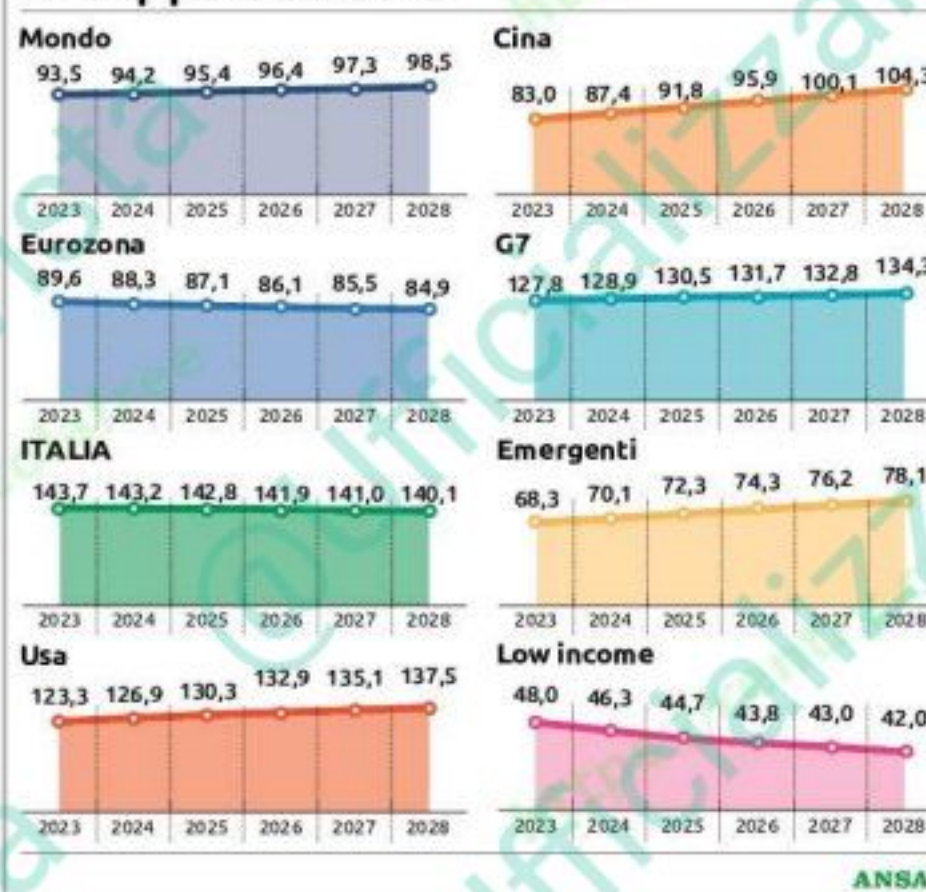 Mondo
93,5 94,2 95,4 96,4 97,3 98,5
2023 2024 2025 2026 2027 2028
Cina
83,0 87,4 91,8 95,9 100,1 104,3
2023 2024 2025 2026 2027 2028
Eurozona
89,6 88,3 87,1 86,1 85,5 84,9
2023 2024 2025 2026 2027 2028
G7
127,8 128,9 130,5 131,7 132,8 134,3
2023 2024 2025 2026 2027 2028
ITALIA
143,7 143,2 142,8 141,9 141,0 140,1
2023 2024 2025 2026 2027 2028
Emergenti
68,3 70,1 72,3 74,3 76,2 78,1
2023 2024 2025 2026 2027 2028
Usa
123,3 126,9 130,3 132,9 135,1 137,5
2023 2024 2025 2026 2027 2028
Low income
48,0 46,3 44,7 43,8 43,0 42,0
2023 2024 2025 2026 2027 2028
ANSA